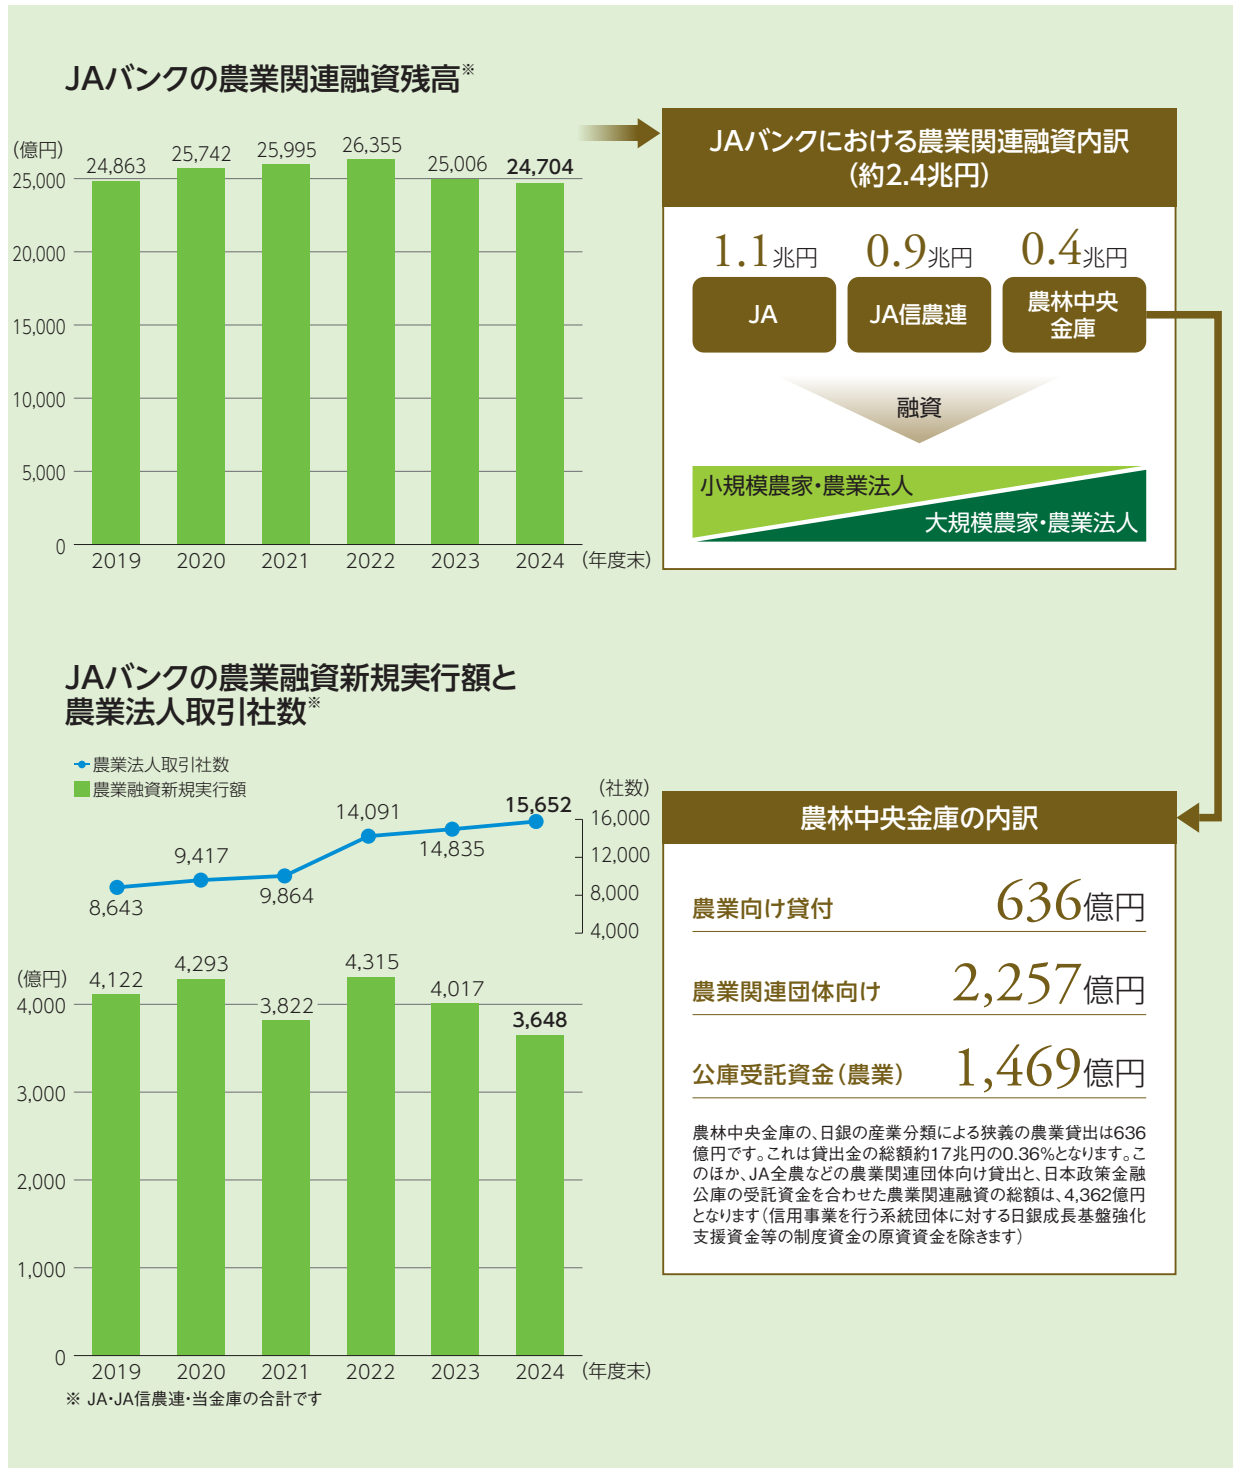 JAバンクの農業関連融資残高※
(億円)
24,863
25,742
25,995
26,355
25,006
24,704
25,000
20,000
15,000
10,000
5,000
0
2019
2020
2021
2022
2023
2024
(年度末)
JAバンクにおける農業関連融資内訳
(約2.4兆円)
1.1兆円
0.9兆円
0.4兆円
JA
JA信農連
農林中央
金庫
融資
小規模農家・農業法人
大規模農家・農業法人
JAバンクの農業融資新規実行額と
農業法人取引社数※
農業法人取引社数
農業融資新規実行額
(社数)
16,000
12,000
8,000
4,000
8,643
9,417
9,864
14,091
14,835
15,652
(億円)
4,122
4,293
3,822
4,315
4,017
3,648
4,000
3,000
2,000
1,000
0
2019
2020
2021
2022
2023
2024
(年度末)
※ JA・JA信農連・当金庫の合計です
農林中央金庫の内訳
農業向け貸付 636億円
農業関連団体向け 2,257億円
公庫受託資金(農業) 1,469億円
農林中央金庫の、日銀の産業分類による狭義の農業貸出は636
億円です。これは貸出金の総額約17兆円の0.36%となります。こ
のほか、JA全農などの農業関連団体向け貸出と、日本政策金融
公庫の受託資金を合わせた農業関連融資の総額は、4,362億円
となります(信用事業を行う系統団体に対する日銀成長基盤強化
支援資金等の制度資金の原資資金を除きます)